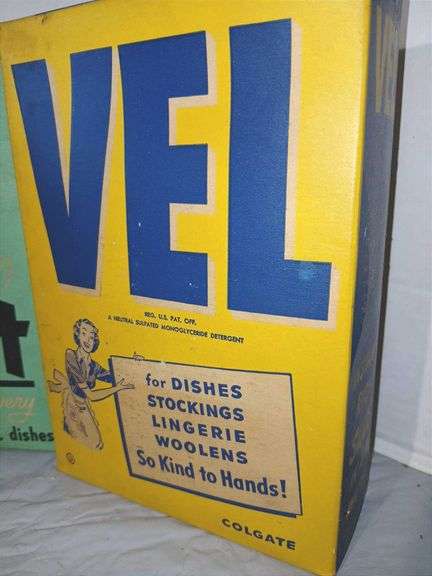 VEL
REG. U.S. PAT. OFF.
A NEUTRAL SULFATED MONOGLYCERIDE DETERGENT
for DISHES
STOCKINGS
LINGERIE
WOOLENS
So Kind to Hands!
COLGATE
dishes